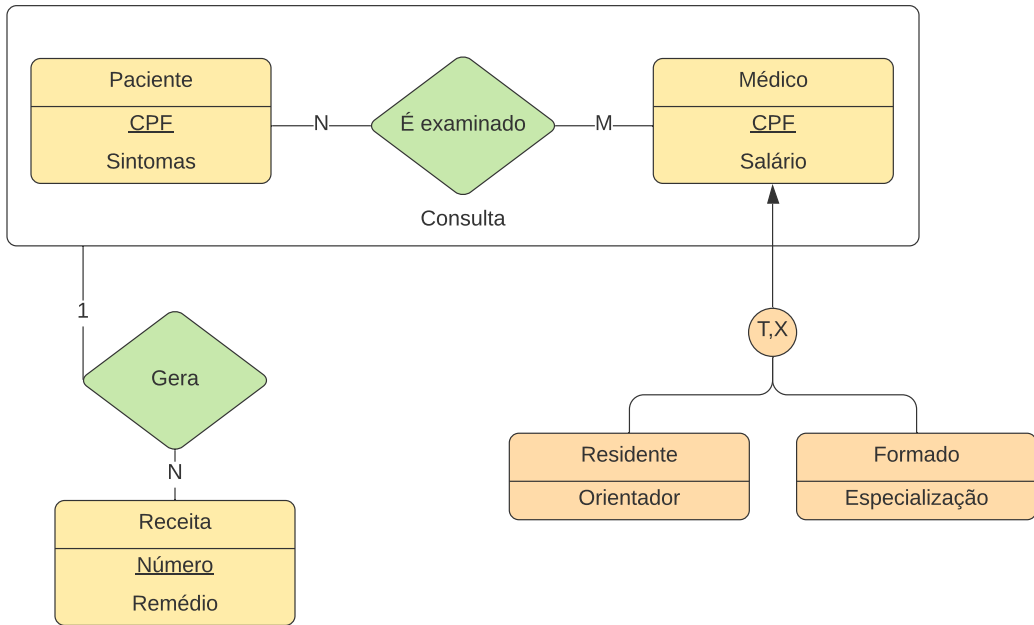 Paciente
CPF
Sintomas
N
É examinado
M
Médico
CPF
Salário
Consulta
1
Gera
N
Receita
Número
Remédio
T,X
Residente
Orientador
Formado
Especialização